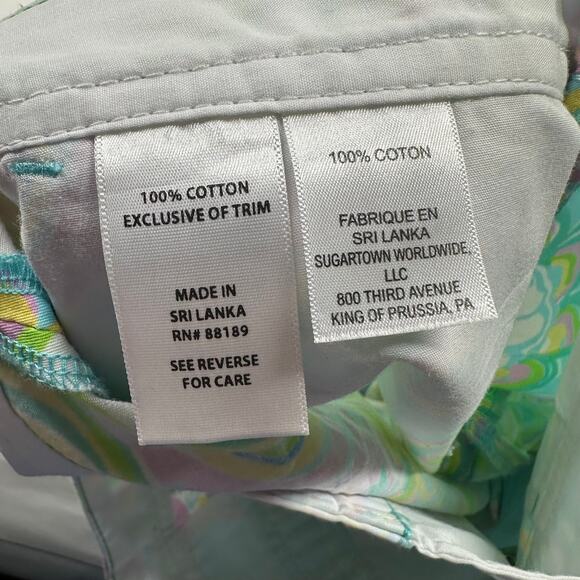 100% COTTON
EXCLUSIVE OF TRIM
MADE IN
SRI LANKA
RN# 88189
SEE REVERSE
FOR CARE
100% COTON
FABRIQUE EN
SRI LANKA
SUGARTOWN WORLDWIDE,
LLC
800 THIRD AVENUE
KING OF PRUSSIA, PA